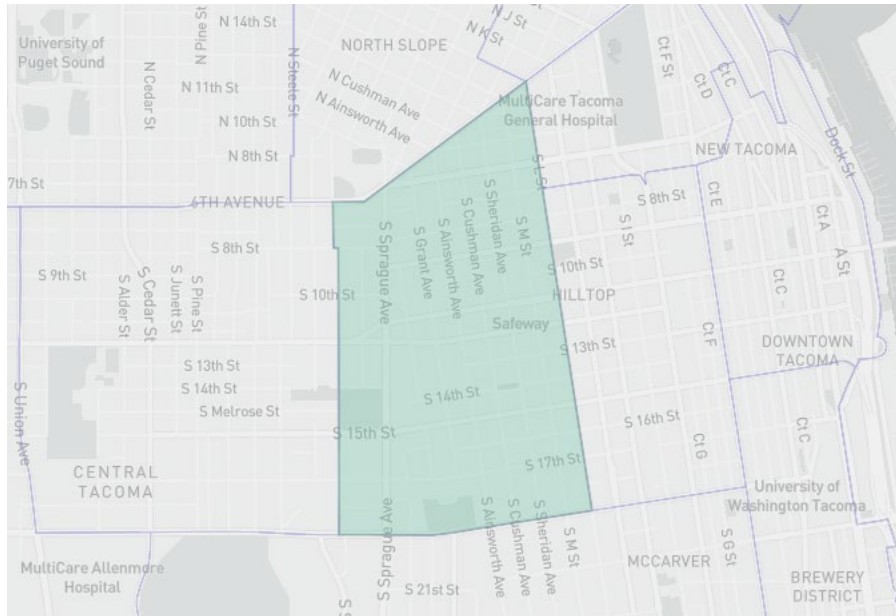 N 14th St
N J St
N K St
University of
Puget Sound
N Pine St
NORTH SLOPE
Ct F St
Ct C
Ct D
N Steele St
N Cedar St
N 11th St
N Cushman Ave
N Ainsworth Ave
MultiCare Tacoma
General Hospital
N 10th St
N 8th St
NEW TACOMA
Dock St
7th St
6TH AVENUE
S L St
S 8th St
Ct E
S Sheridan Ave
S Cushman Ave
S M St
S Ainsworth Ave
S Grant Ave
S Sprague Ave
S I St
Ct A
A St
S 8th St
S 9th St
S Alder St
S Cedar St
S Junett St
S Pine St
S 10th St
S 10th St
Ct C
HILLTOP
Safeway
Ct F
DOWNTOWN
TACOMA
S 13th St
S 13th St
S 14th St
S 14th St
S Melrose St
S Union Ave
S 15th St
S 16th St
Ct G
Ct C
S 17th St
CENTRAL
TACOMA
University of
Washington Tacoma
S Sprague Ave
S Ainsworth Ave
S Cushman Ave
S Sheridan Ave
S M St
S G St
MultiCare Allenmore
Hospital
MCCARVER
S 21st St
BREWERY
DISTRICT
S S